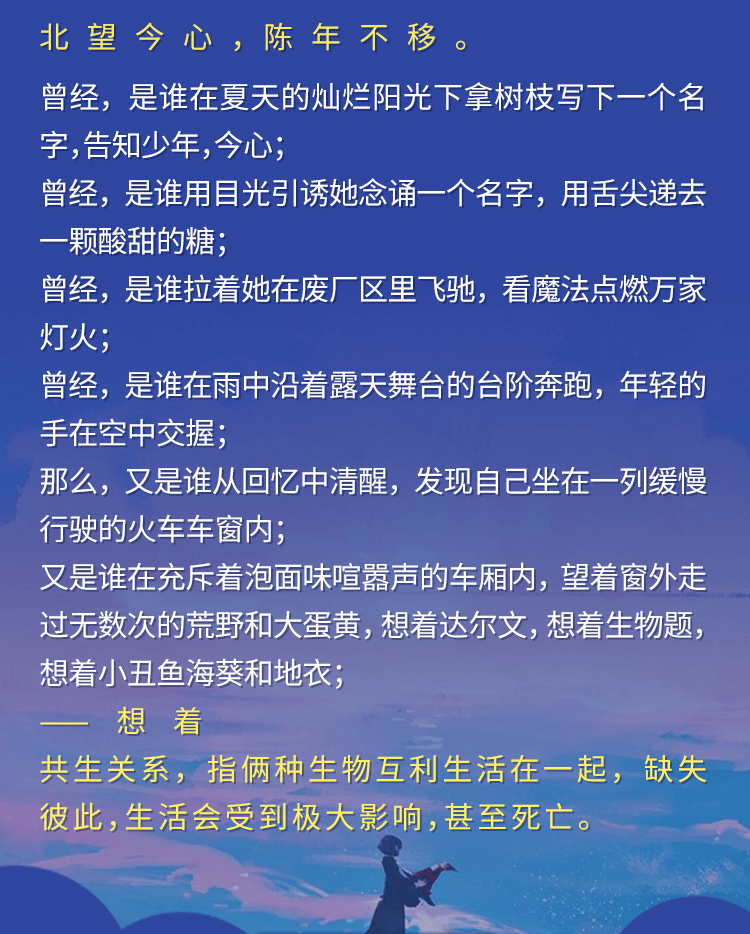 北望今心，陈年不移。
曾经，是谁在夏天的灿烂阳光下拿树枝写下一个名
字，告知少年，今心；
曾经，是谁用目光引诱她念诵一个名字，用舌尖递去
一颗酸甜的糖；
曾经，是谁拉着她在废厂区里飞驰，看魔法点燃万家
灯火；
曾经，是谁在雨中沿着露天舞台的台阶奔跑，年轻的
手在空中交握；
那么，又是谁从回忆中清醒，发现自己坐在一列缓慢
行驶的火车车窗内；
又是谁在充斥着泡面味喧嚣声的车厢内，望着窗外走
过无数次的荒野和大蛋黄，想着达尔文，想着生物题，
想着小丑鱼海葵和地衣；
—— 想着
共生关系，指俩种生物互利生活在一起，缺失
彼此，生活会受到极大影响，甚至死亡。